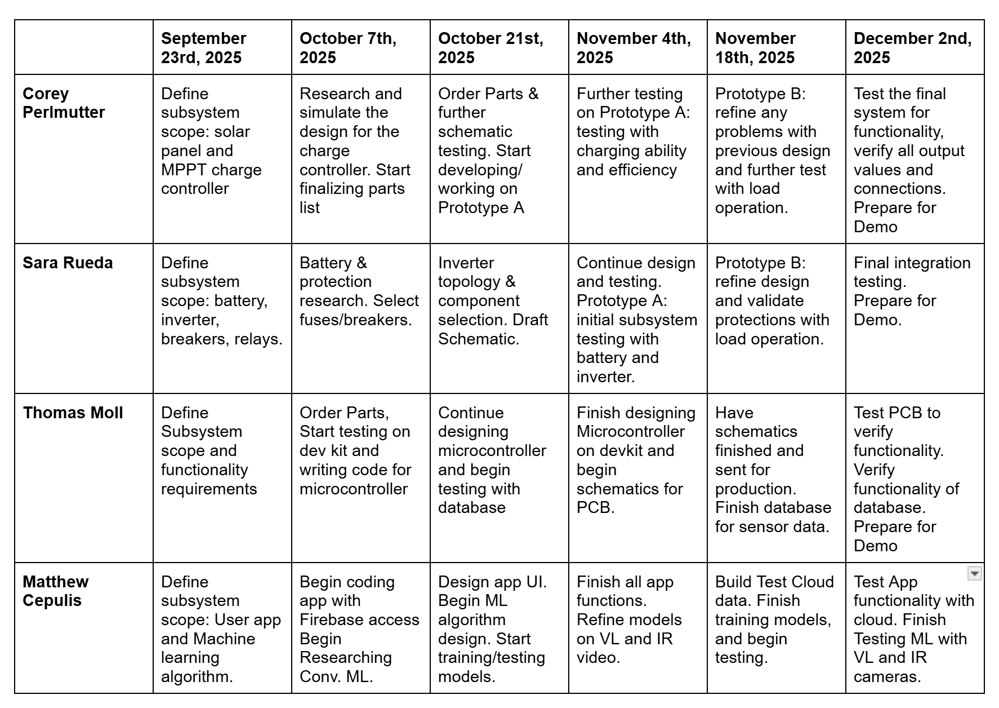 September
23rd, 2025
October 7th,
2025
October 21st,
2025
November 4th,
2025
November
18th, 2025
December 2nd,
2025
Corey
Perlmutter
Define
subsystem
scope: solar
panel and
MPPT charge
controller
Research and
simulate the
design for the
charge
controller. Start
finalizing parts
list
Order Parts &
further
schematic
testing. Start
developing/
working on
Prototype A
Further testing
on Prototype A:
testing with
charging ability
and efficiency
Prototype B:
refine any
problems with
previous design
and further test
with load
operation.
Test the final
system for
functionality,
verify all output
values and
connections.
Prepare for
Demo
Sara Rueda
Define
subsystem
scope: battery,
inverter,
breakers, relays.
Battery &
protection
research. Select
fuses/breakers.
Inverter
topology &
component
selection. Draft
Schematic.
Continue design
and testing.
Prototype A:
initial subsystem
testing with
battery and
inverter.
Prototype B:
refine design
and validate
protections with
load operation.
Final integration
testing.
Prepare for
Demo.
Thomas Moll
Define
Subsystem
scope and
functionality
requirements
Order Parts,
Start testing on
dev kit and
writing code for
microcontroller
Continue
designing
microcontroller
and begin
testing with
database
Finish designing
Microcontroller
on devkit and
begin
schematics for
PCB.
Have
schematics
finished and
sent for
production.
Finish database
for sensor data.
Test PCB to
verify
functionality.
Verify
functionality of
database.
Prepare for
Demo
Matthew
Cepulis
Define
subsystem
scope: User app
and Machine
learning
algorithm.
Begin coding
app with
Firebase access
Begin
Researching
Conv. ML.
Design app UI.
Begin ML
algorithm
design. Start
training/testing
models.
Finish all app
functions.
Refine models
on VL and IR
video.
Build Test Cloud
data. Finish
training models,
and begin
testing.
Test App
functionality with
cloud. Finish
Testing ML with
VL and IR
cameras.